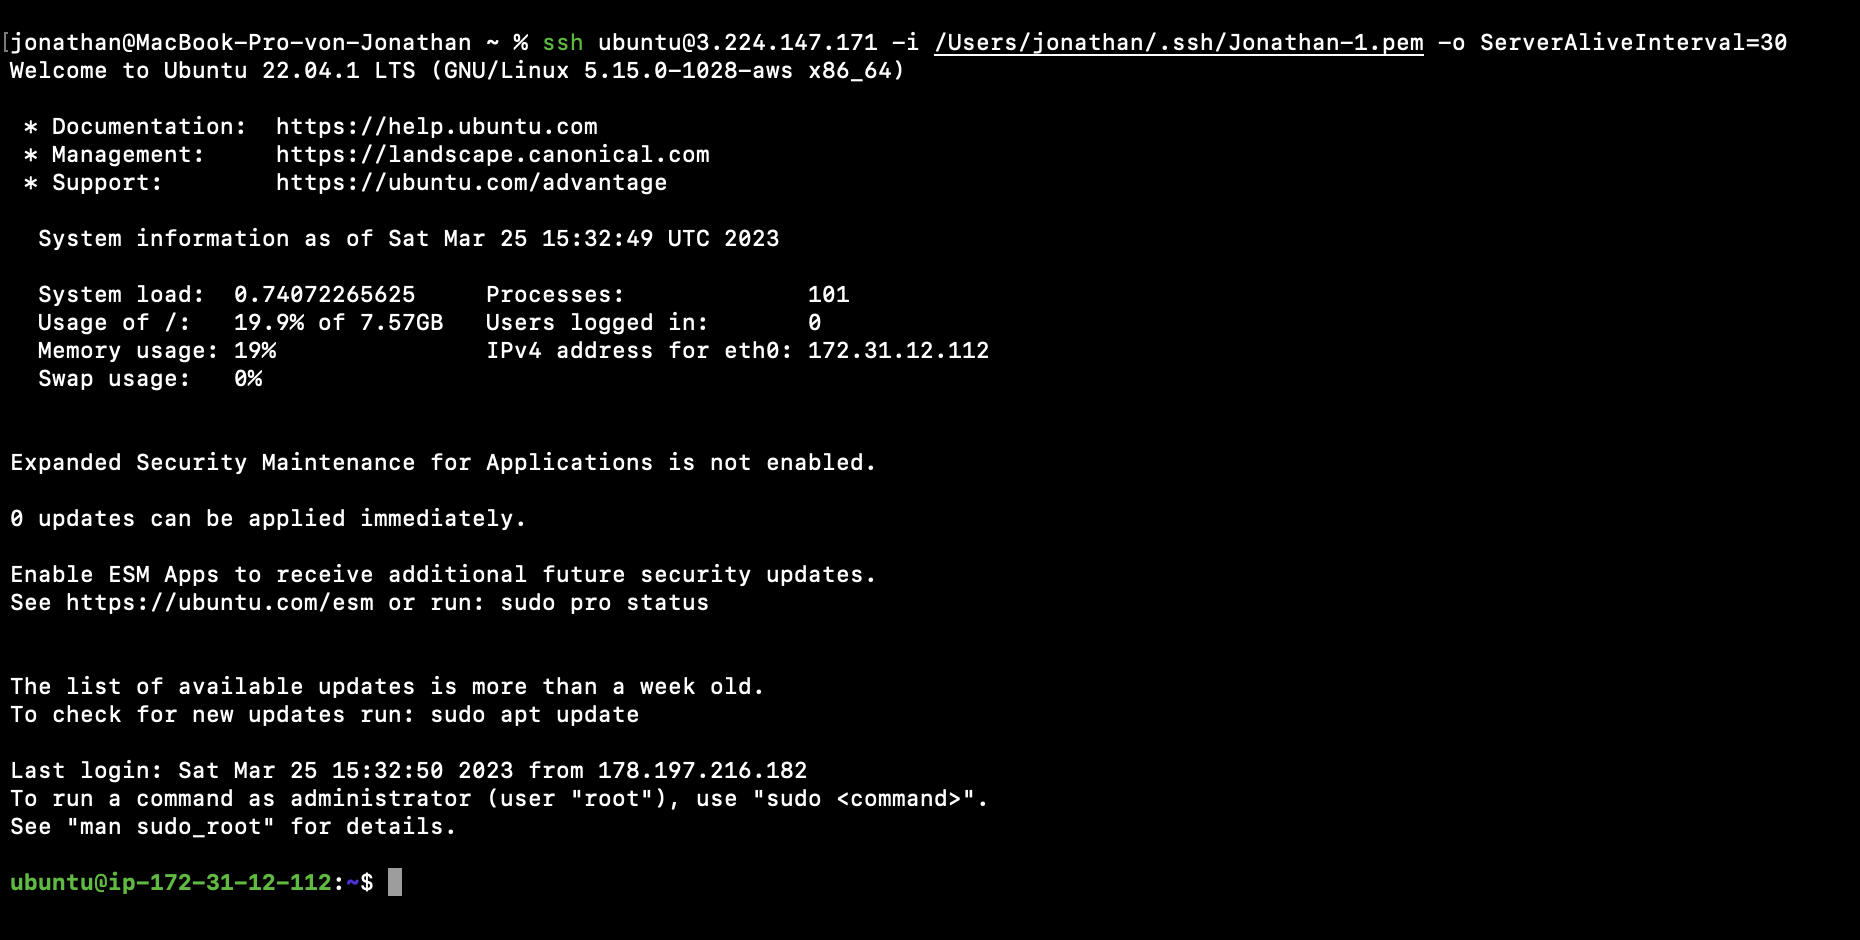 jonathan@MacBook-Pro-von-Jonathan ~ % ssh ubuntu@3.224.147.171 -i /Users/jonathan/.ssh/Jonathan-1.pem -o ServerAliveInterval=30
Welcome to Ubuntu 22.04.1 LTS (GNU/Linux 5.15.0-1028-aws x86_64)
* Documentation:  https://help.ubuntu.com
* Management:     https://landscape.canonical.com
* Support:        https://ubuntu.com/advantage
System information as of Sat Mar 25 15:32:49 UTC 2023
System load:  0.74072265625     Processes:             101
Usage of /:   19.9% of 7.57GB   Users logged in:       0
Memory usage: 19%               IPv4 address for eth0: 172.31.12.112
Swap usage:   0%
Expanded Security Maintenance for Applications is not enabled.
0 updates can be applied immediately.
Enable ESM Apps to receive additional future security updates.
See https://ubuntu.com/esm or run: sudo pro status
The list of available updates is more than a week old.
To check for new updates run: sudo apt update
Last login: Sat Mar 25 15:32:50 2023 from 178.197.216.182
To run a command as administrator (user "root"), use "sudo <command>".
See "man sudo_root" for details.
ubuntu@ip-172-31-12-112:~$